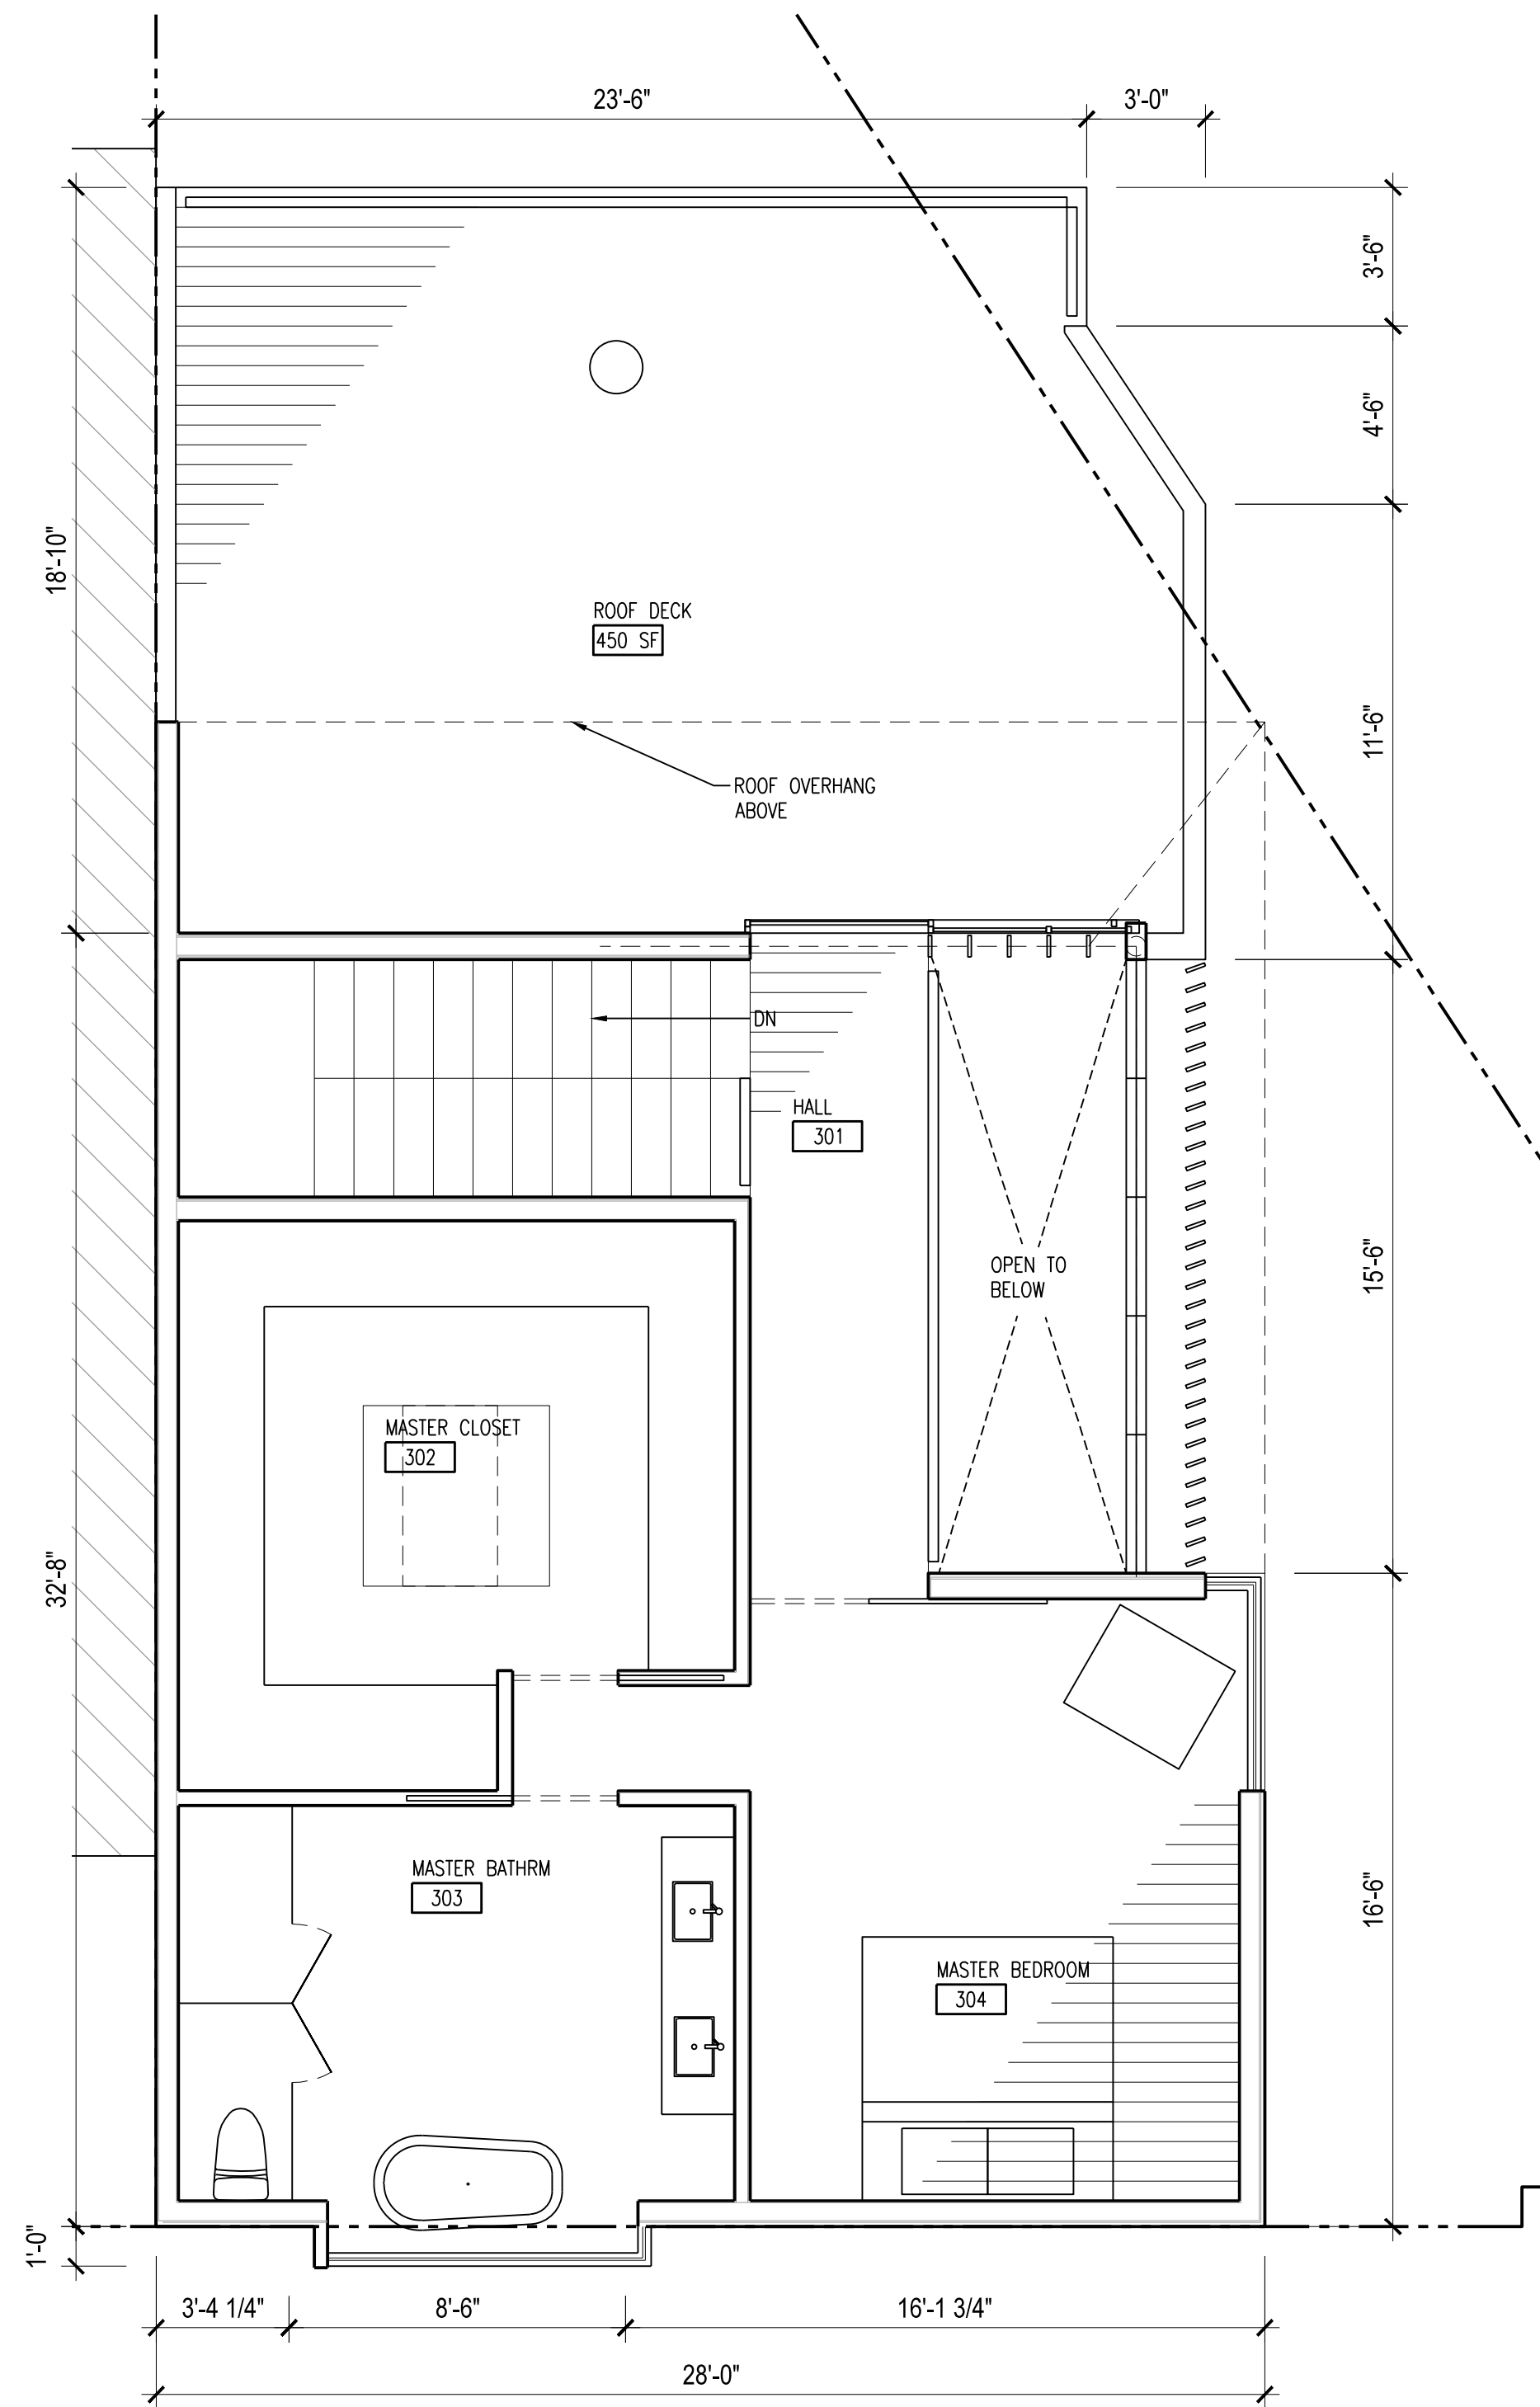 23'-6"
3'-0"
3'-6"
4'-6"
18'-10"
ROOF DECK
450 SF
11'-6"
ROOF OVERHANG
ABOVE
DN
HALL
301
OPEN TO
BELOW
15'-6"
MASTER CLOSET
302
32'-8"
MASTER BATHRM
303
16'-6"
MASTER BEDROOM
304
1'-0"
3'-4 1/4"
8'-6"
16'-1 3/4"
28'-0"